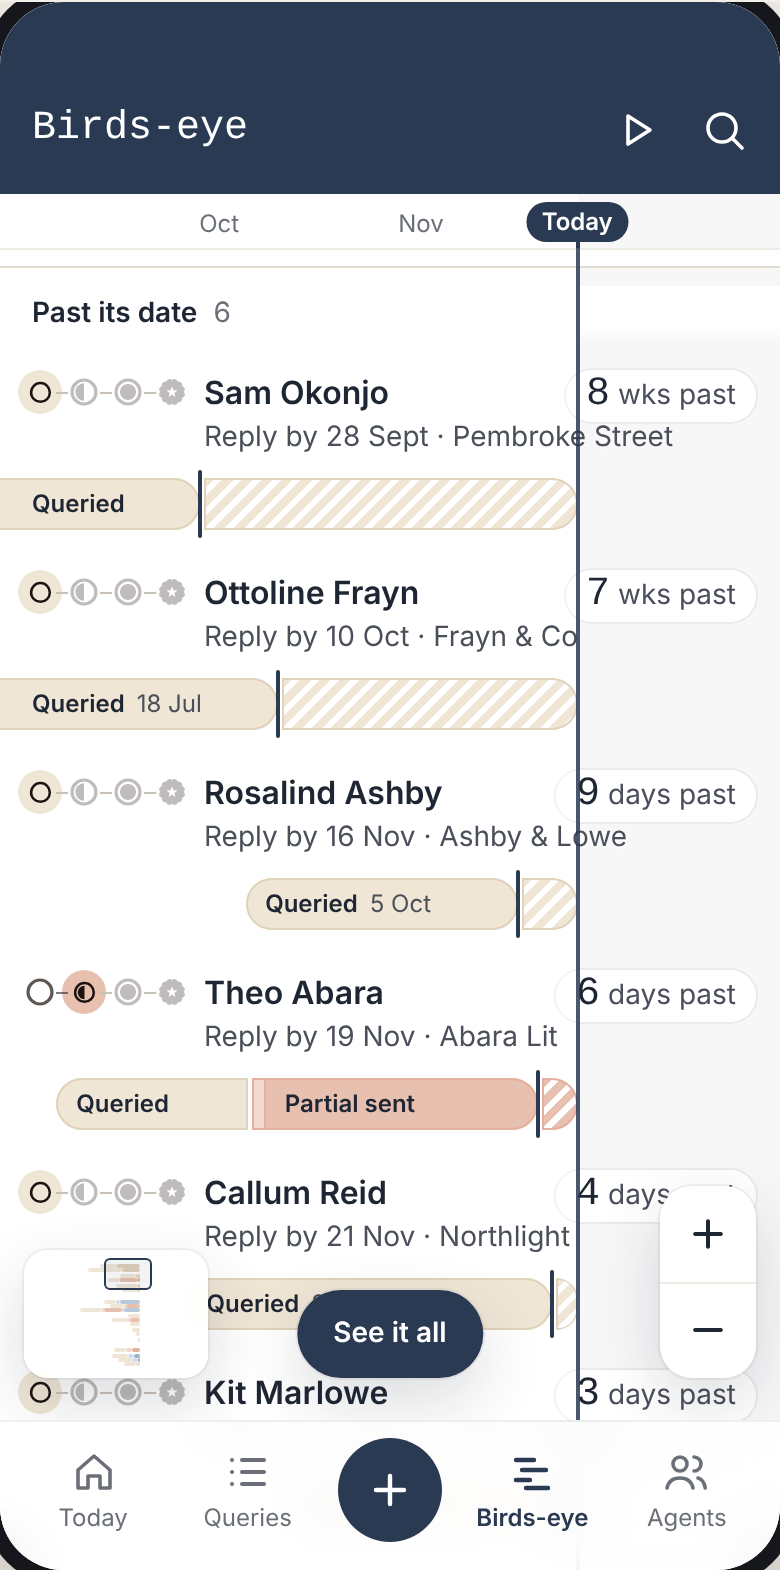 Birds-eye
Oct Nov Today
Past its date 6
Sam Okonjo 8 wks past
Reply by 28 Sept · Pembroke Street
Queried
Ottoline Frayn 7 wks past
Reply by 10 Oct · Frayn & Co
Queried 18 Jul
Rosalind Ashby 9 days past
Reply by 16 Nov · Ashby & Lowe
Queried 5 Oct
Theo Abara 6 days past
Reply by 19 Nov · Abara Lit
Queried Partial sent
Callum Reid 4 days
Reply by 21 Nov · Northlight
Queried
See it all
Kit Marlowe 3 days past
Today Queries Birds-eye Agents